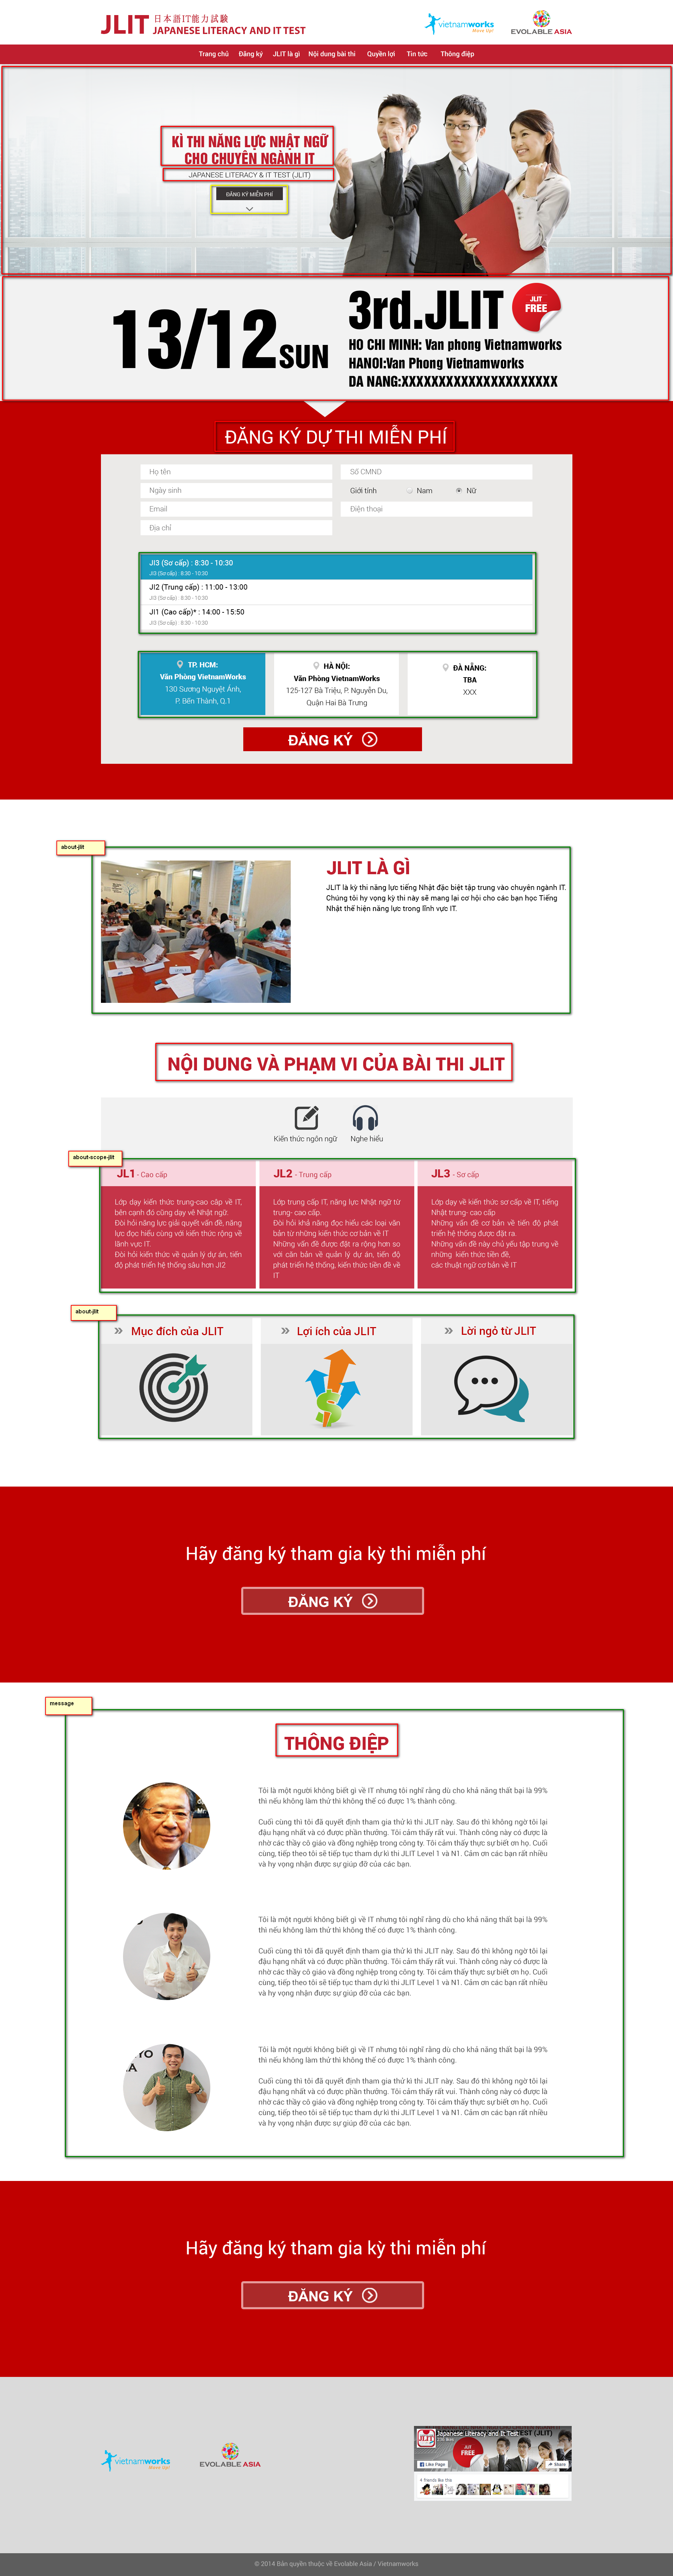 JLIT 日本語IT能力試験
JAPANESE LITERACY AND IT TEST
vietnamworks
Move Up!
EVOLABLE ASIA
Trang chủ Đăng ký JLIT là gì Nội dung bài thi Quyền lợi Tin tức Thông điệp
KÌ THI NĂNG LỰC NHẬT NGỮ
CHO CHUYÊN NGÀNH IT
JAPANESE LITERACY & IT TEST (JLIT)
ĐĂNG KÝ MIỄN PHÍ
13/12 SUN
3rd.JLIT
JLIT
FREE
HO CHI MINH: Van phong Vietnamworks
HANOI:Van Phong Vietnamworks
DA NANG:XXXXXXXXXXXXXXXXXXXXX
ĐĂNG KÝ DỰ THI MIỄN PHÍ
Họ tên
Số CMND
Ngày sinh
Giới tính Nam Nữ
Email
Điện thoại
Địa chỉ
Jl3 (Sơ cấp) : 8:30 - 10:30
Jl3 (Sơ cấp) : 8:30 - 10:30
Jl2 (Trung cấp) : 11:00 - 13:00
Jl3 (Sơ cấp) : 8:30 - 10:30
Jl1 (Cao cấp)* : 14:00 - 15:50
Jl3 (Sơ cấp) : 8:30 - 10:30
TP. HCM:
Văn Phòng VietnamWorks
130 Sương Nguyệt Ánh,
P. Bến Thành, Q.1
HÀ NỘI:
Văn Phòng VietnamWorks
125-127 Bà Triệu, P. Nguyễn Du,
Quận Hai Bà Trưng
ĐÀ NẴNG:
TBA
XXX
ĐĂNG KÝ
about-jlit
JLIT LÀ GÌ
JLIT là kỳ thi năng lực tiếng Nhật đặc biệt tập trung vào chuyên ngành IT.
Chúng tôi hy vọng kỳ thi này sẽ mang lại cơ hội cho các bạn học Tiếng
Nhật thể hiện năng lực trong lĩnh vực IT.
NỘI DUNG VÀ PHẠM VI CỦA BÀI THI JLIT
Kiến thức ngôn ngữ Nghe hiểu
about-scope-jlit
JL1 - Cao cấp
Lớp dạy kiến thức trung-cao cấp về IT,
bên cạnh đó cũng dạy về Nhật ngữ.
Đòi hỏi năng lực giải quyết vấn đề, năng
lực đọc hiểu cùng với kiến thức rộng về
lãnh vực IT.
Đòi hỏi kiến thức về quản lý dự án, tiến
độ phát triển hệ thống sâu hơn Jl2
JL2 - Trung cấp
Lớp trung cấp IT, năng lực Nhật ngữ từ
trung- cao cấp.
Đòi hỏi khả năng đọc hiểu các loại văn
bản từ những kiến thức cơ bản về IT
Những vấn đề được đặt ra rộng hơn so
với căn bản về quản lý dự án, tiến độ
phát triển hệ thống, kiến thức tiền đề về
IT
JL3 - Sơ cấp
Lớp dạy về kiến thức sơ cấp về IT, tiếng
Nhật trung- cao cấp
Những vấn đề cơ bản về tiến độ phát
triển hệ thống được đặt ra.
Những vấn đề này chủ yếu tập trung về
những kiến thức tiền đề,
các thuật ngữ cơ bản về IT
about-jlit
Mục đích của JLIT
Lợi ích của JLIT
Lời ngỏ từ JLIT
Hãy đăng ký tham gia kỳ thi miễn phí
ĐĂNG KÝ
message
THÔNG ĐIỆP
Tôi là một người không biết gì về IT nhưng tôi nghĩ rằng dù cho khả năng thất bại là 99%
thì nếu không làm thử thì không thể có được 1% thành công.
Cuối cùng thì tôi đã quyết định tham gia thử kì thi JLIT này. Sau đó thì không ngờ tôi lại
đậu hạng nhất và có được phần thưởng. Tôi cảm thấy rất vui. Thành công này có được là
nhờ các thầy cô giáo và đồng nghiệp trong công ty. Tôi cảm thấy thực sự biết ơn họ. Cuối
cùng, tiếp theo tôi sẽ tiếp tục tham dự kì thi JLIT Level 1 và N1. Cảm ơn các bạn rất nhiều
và hy vọng nhận được sự giúp đỡ của các bạn.
Tôi là một người không biết gì về IT nhưng tôi nghĩ rằng dù cho khả năng thất bại là 99%
thì nếu không làm thử thì không thể có được 1% thành công.
Cuối cùng thì tôi đã quyết định tham gia thử kì thi JLIT này. Sau đó thì không ngờ tôi lại
đậu hạng nhất và có được phần thưởng. Tôi cảm thấy rất vui. Thành công này có được là
nhờ các thầy cô giáo và đồng nghiệp trong công ty. Tôi cảm thấy thực sự biết ơn họ. Cuối
cùng, tiếp theo tôi sẽ tiếp tục tham dự kì thi JLIT Level 1 và N1. Cảm ơn các bạn rất nhiều
và hy vọng nhận được sự giúp đỡ của các bạn.
Tôi là một người không biết gì về IT nhưng tôi nghĩ rằng dù cho khả năng thất bại là 99%
thì nếu không làm thử thì không thể có được 1% thành công.
Cuối cùng thì tôi đã quyết định tham gia thử kì thi JLIT này. Sau đó thì không ngờ tôi lại
đậu hạng nhất và có được phần thưởng. Tôi cảm thấy rất vui. Thành công này có được là
nhờ các thầy cô giáo và đồng nghiệp trong công ty. Tôi cảm thấy thực sự biết ơn họ. Cuối
cùng, tiếp theo tôi sẽ tiếp tục tham dự kì thi JLIT Level 1 và N1. Cảm ơn các bạn rất nhiều
và hy vọng nhận được sự giúp đỡ của các bạn.
Hãy đăng ký tham gia kỳ thi miễn phí
ĐĂNG KÝ
vietnamworks
Move Up!
EVOLABLE ASIA
JLIT
Japanese Literacy and It Test
JLIT
FREE
Like Page
Share
4 friends like this
© 2014 Bản quyền thuộc về Evolable Asia / Vietnamworks